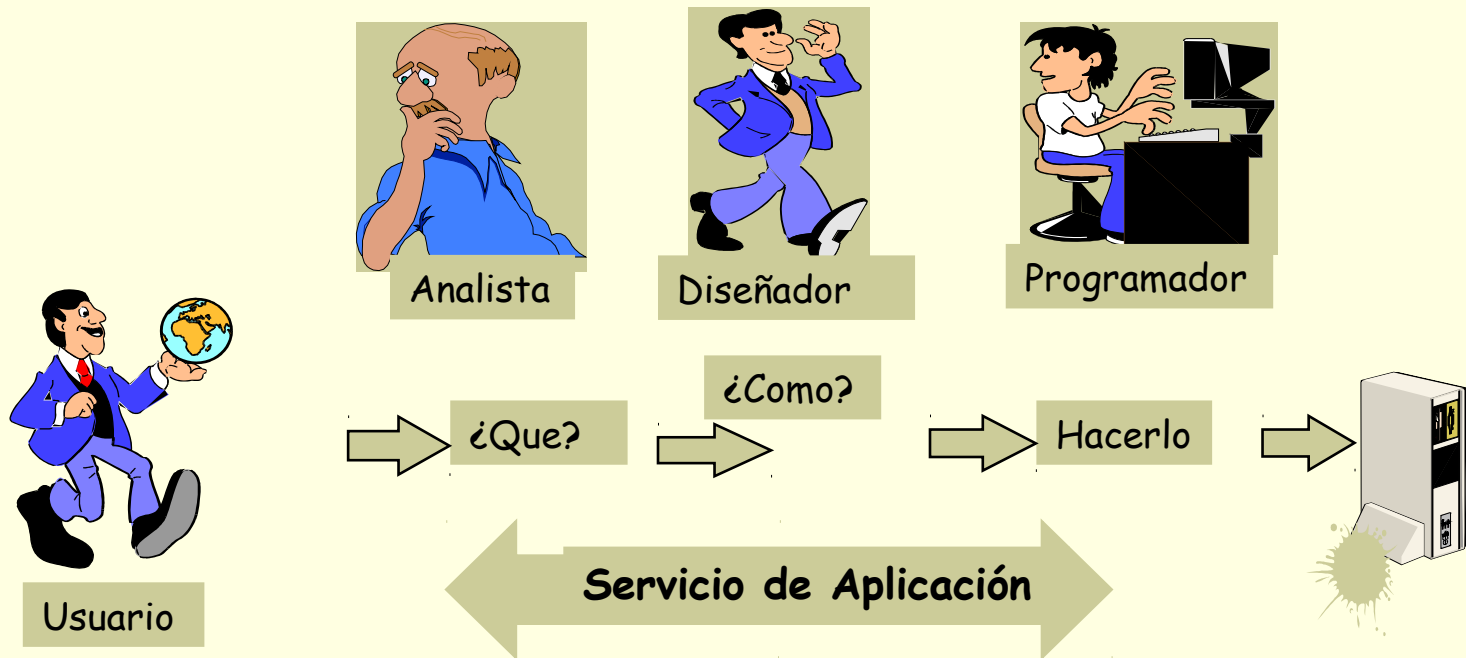 Analista
Diseñador
Programador
¿Como?
¿Que?
Hacerlo
Servicio de Aplicación
Usuario